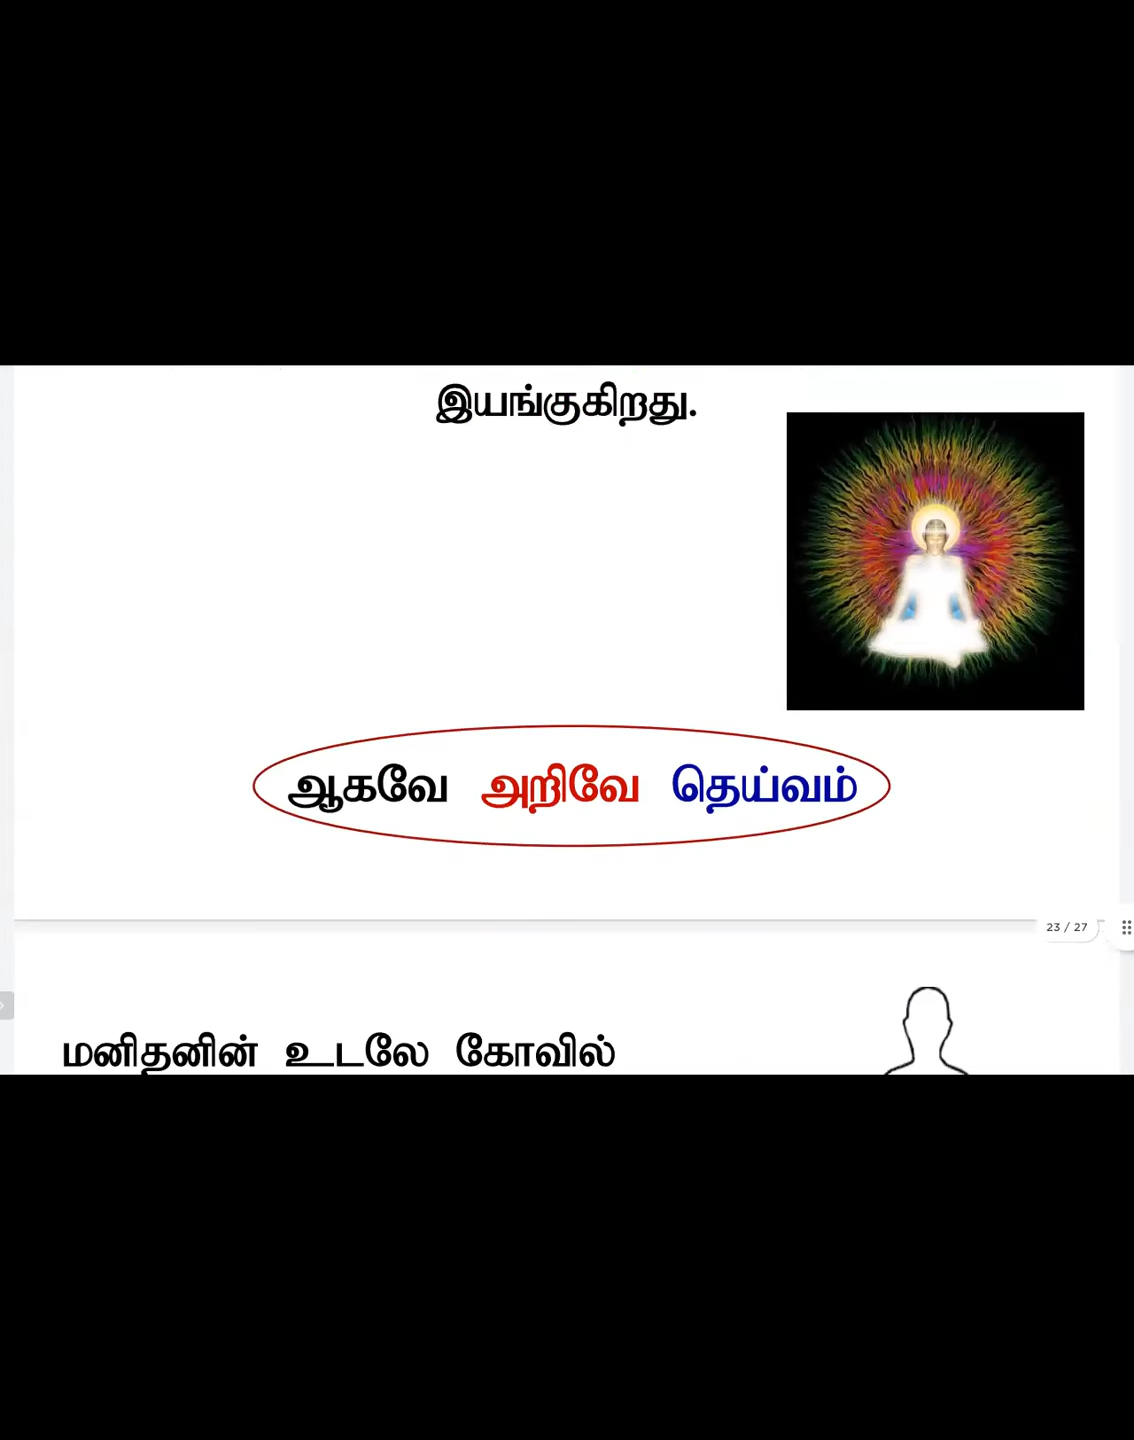 இயங்குகிறது.
ஆகவே அறிவே தெய்வம்
23 / 27
மனிதனின் உடலே கோவில்